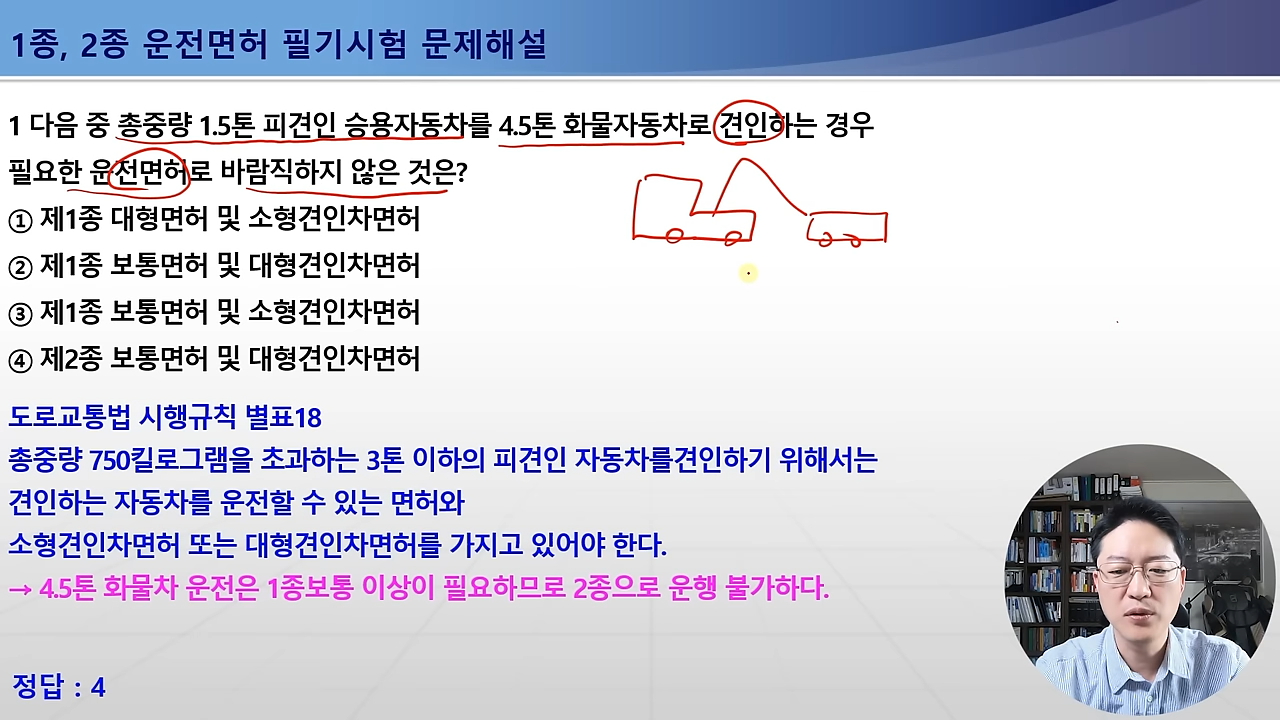 1종, 2종 운전면허 필기시험 문제해설
1 다음 중 총중량 1.5톤 피견인 승용자동차를 4.5톤 화물자동차로 견인하는 경우
필요한 운전면허로 바람직하지 않은 것은?
① 제1종 대형면허 및 소형견인차면허
② 제1종 보통면허 및 대형견인차면허
③ 제1종 보통면허 및 소형견인차면허
④ 제2종 보통면허 및 대형견인차면허
도로교통법 시행규칙 별표18
총중량 750킬로그램을 초과하는 3톤 이하의 피견인 자동차를견인하기 위해서는
견인하는 자동차를 운전할 수 있는 면허와
소형견인차면허 또는 대형견인차면허를 가지고 있어야 한다.
→ 4.5톤 화물차 운전은 1종보통 이상이 필요하므로 2종으로 운행 불가하다.
정답 : 4